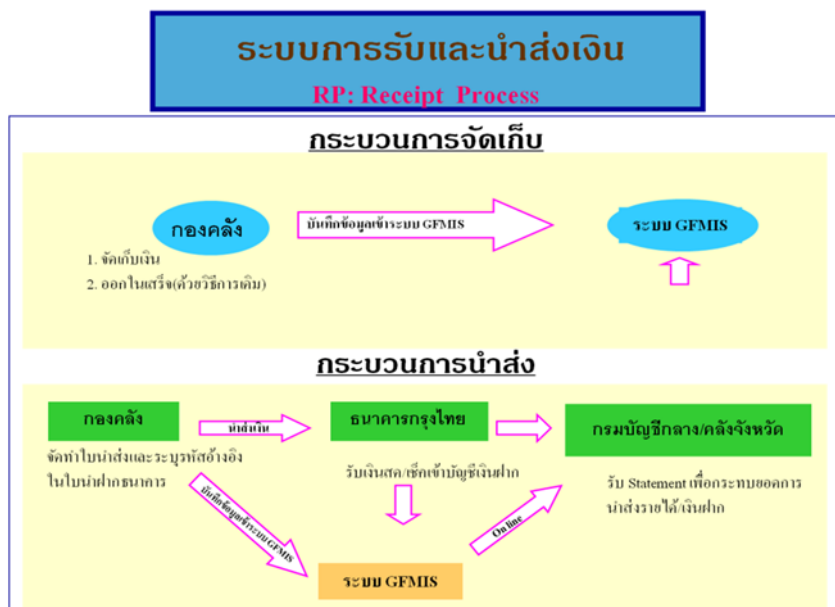 ระบบการรับและนำส่งเงิน
RP: Receipt Process
กระบวนการจัดเก็บ
กองคลัง
บันทึกข้อมูลเข้าระบบ GFMIS
ระบบ GFMIS
1. จัดเก็บเงิน
2. ออกใบเสร็จ(ด้วยวิธีการเดิม)
กระบวนการนำส่ง
กองคลัง
นำส่งเงิน
ธนาคารกรุงไทย
กรมบัญชีกลาง/คลังจังหวัด
จัดทำใบนำส่งและระบุรหัสอ้างอิง
ในใบนำฝากธนาคาร
รับเงินสด/เช็คเข้าบัญชีเงินฝาก
รับ Statement เพื่อกระทบยอดการ
นำส่งรายได้/เงินฝาก
บันทึกข้อมูลเข้าระบบ GFMIS
On line
ระบบ GFMIS